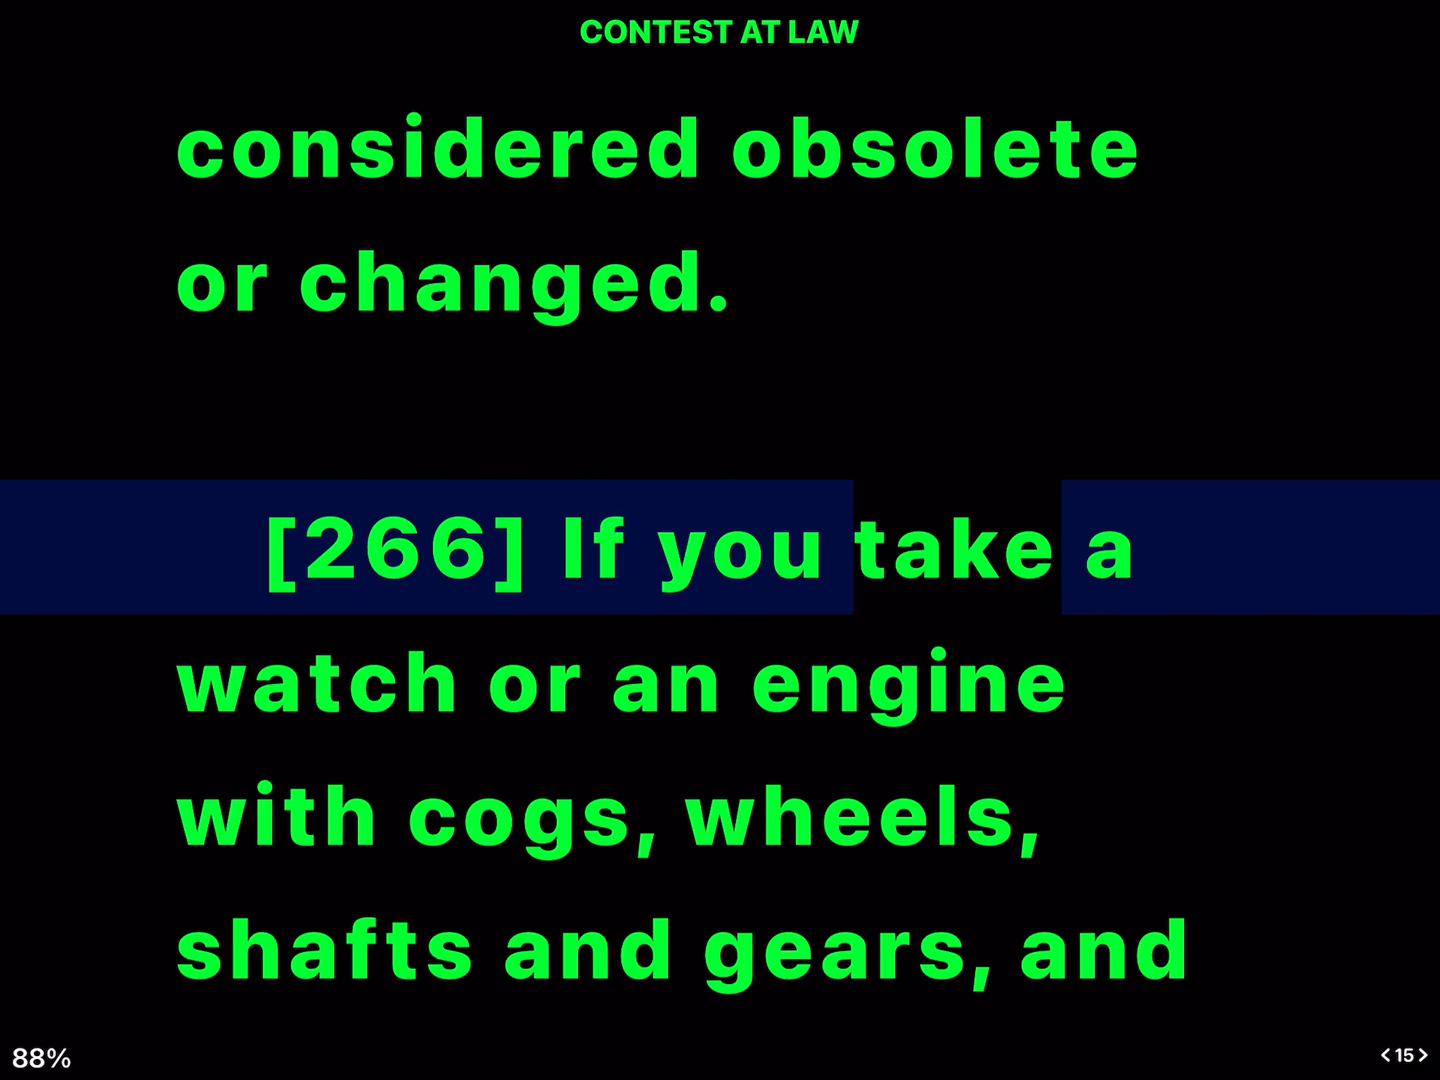 CONTEST AT LAW
considered obsolete
or changed.
[266] If you take a
watch or an engine
with cogs, wheels,
shafts and gears, and
88%
<15>